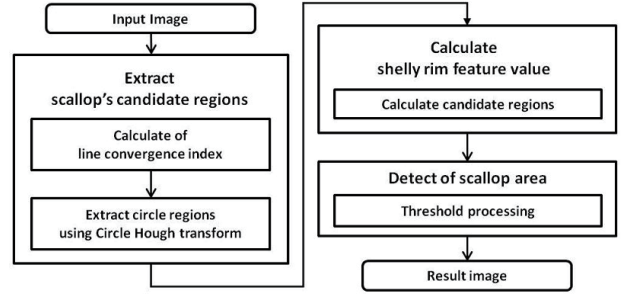 Input Image
Extract
scallop's candidate regions
Calculate of
line convergence index
Extract circle regions
using Circle Hough transform
Calculate
shelly rim feature value
Calculate candidate regions
Detect of scallop area
Threshold processing
Result image